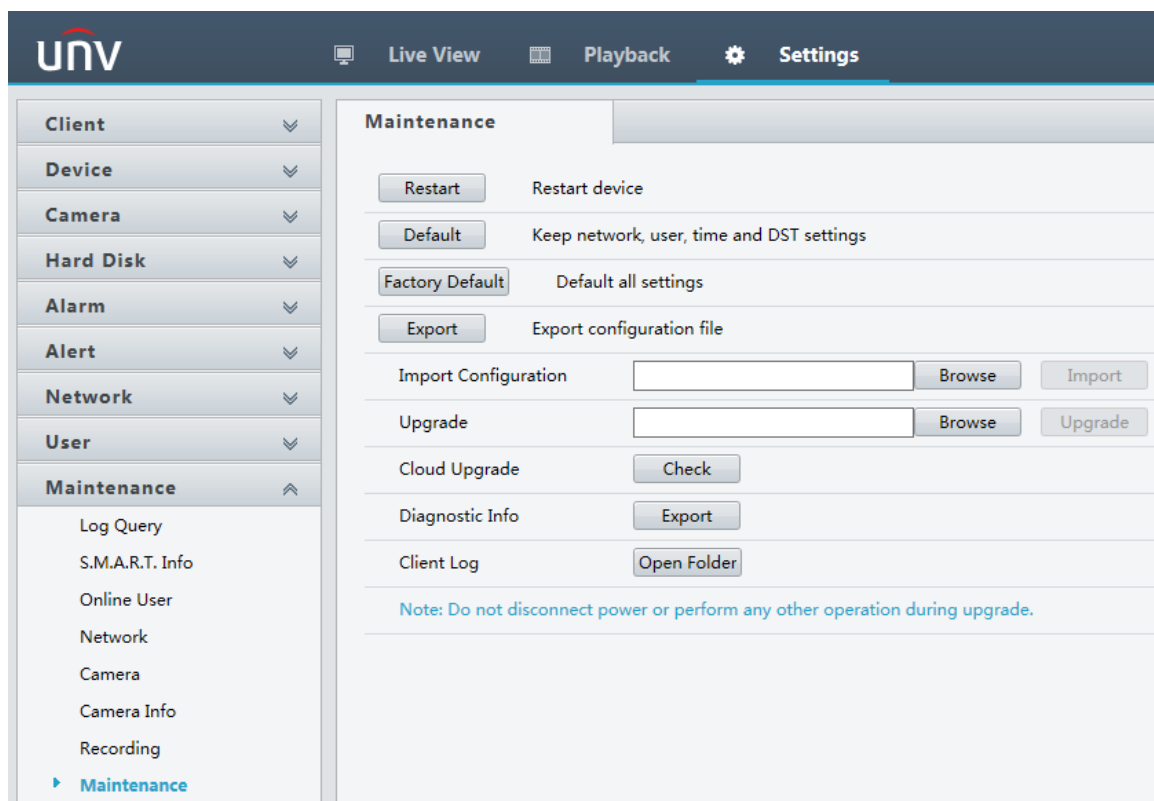 unv
Live View Playback Settings
Client
Device
Camera
Hard Disk
Alarm
Alert
Network
User
Maintenance
Log Query
S.M.A.R.T. Info
Online User
Network
Camera
Camera Info
Recording
Maintenance
Maintenance
Restart Restart device
Default Keep network, user, time and DST settings
Factory Default Default all settings
Export Export configuration file
Import Configuration Browse Import
Upgrade Browse Upgrade
Cloud Upgrade Check
Diagnostic Info Export
Client Log Open Folder
Note: Do not disconnect power or perform any other operation during upgrade.